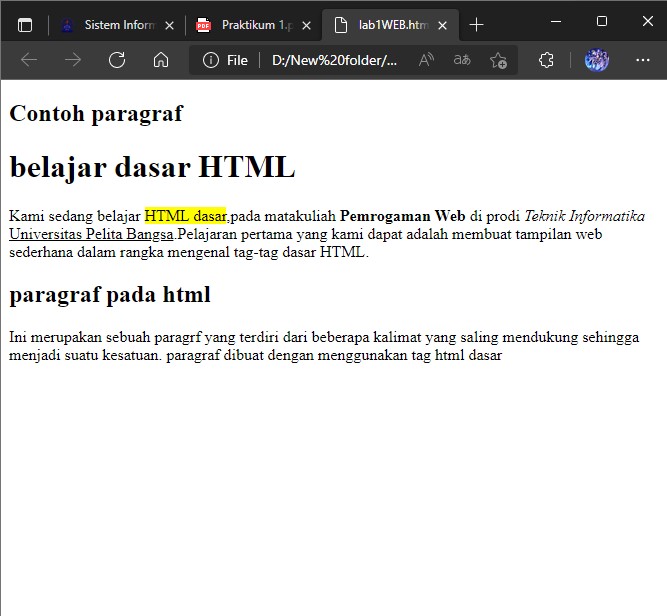 Sistem Inforn
PDF
Praktikum 1.p
lab1WEB.htm
File
D:/New%20folder/...
Contoh paragraf
belajar dasar HTML
Kami sedang belajar HTML dasar,pada matakuliah Pemrogaman Web di prodi Teknik Informatika
Universitas Pelita Bangsa.Pelajaran pertama yang kami dapat adalah membuat tampilan web
sederhana dalam rangka mengenal tag-tag dasar HTML.
paragraf pada html
Ini merupakan sebuah paragrf yang terdiri dari beberapa kalimat yang saling mendukung sehingga
menjadi suatu kesatuan. paragraf dibuat dengan menggunakan tag html dasar